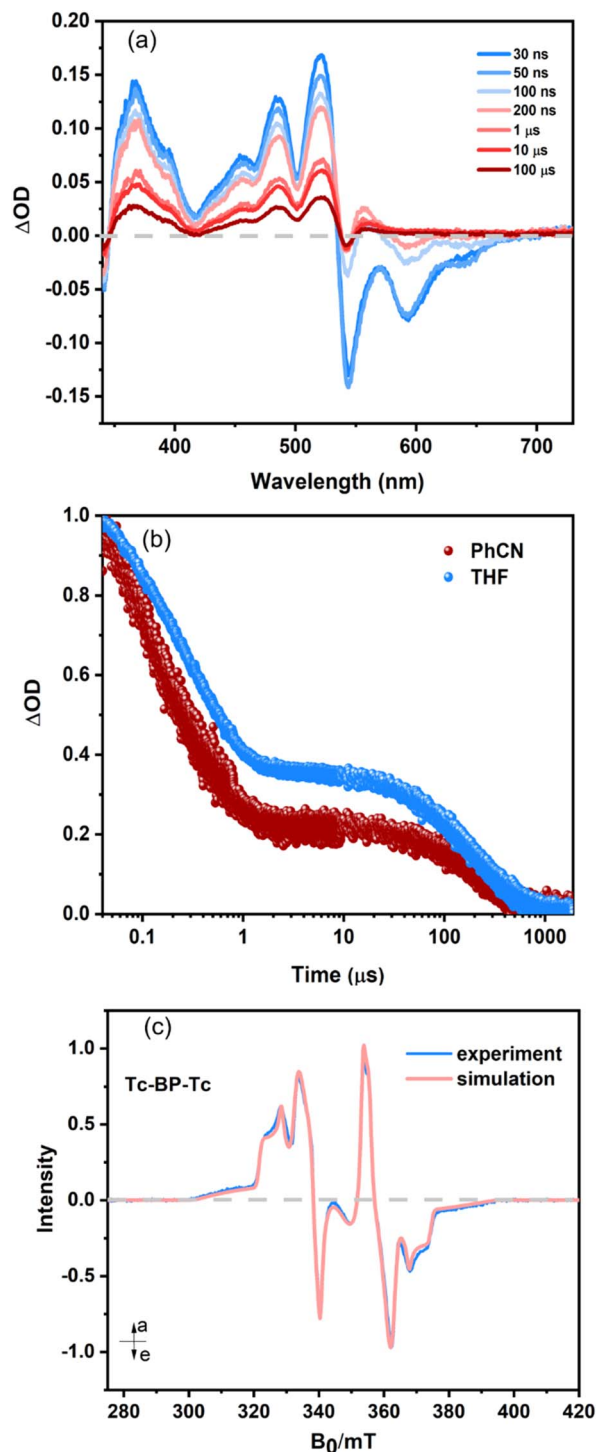 (a)
30 ns
50 ns
100 ns
200 ns
1 μs
10 μs
100 μs
0.20
0.15
0.10
0.05
0.00
-0.05
-0.10
-0.15
ΔOD
400 500 600 700
Wavelength (nm)
(b)
PhCN
THF
1.0
0.8
0.6
0.4
0.2
0.0
ΔOD
0.1 1 10 100 1000
Time (μs)
(c)
experiment
simulation
Tc-BP-Tc
1.0
0.5
0.0
-0.5
-1.0
Intensity
a
e
275 300 320 340 360 380 400 420
B0/mT